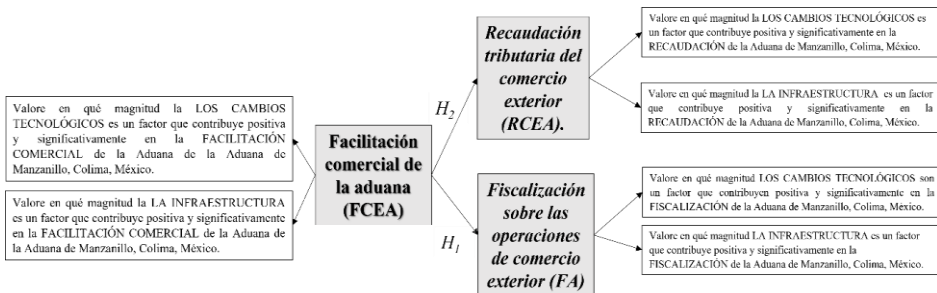 Valore en qué magnitud la LOS CAMBIOS
TECNOLÓGICOS es un factor que contribuye positiva
y significativamente en la FACILITACIÓN
COMERCIAL de la Aduana de la Aduana de
Manzanillo, Colima, México.
Valore en qué magnitud la LA INFRAESTRUCTURA
es un factor que contribuye positiva y significativamente
en la FACILITACIÓN COMERCIAL de la Aduana de
la Aduana de Manzanillo, Colima, México.
Facilitación
comercial de
la aduana
(FCEA)
H2
H1
Recaudación
tributaria del
comercio
exterior
(RCEA).
Fiscalización
sobre las
operaciones
de comercio
exterior (FA)
Valore en qué magnitud la LOS CAMBIOS TECNOLÓGICOS es
un factor que contribuye positiva y significativamente en la
RECAUDACIÓN de la Aduana de Manzanillo, Colima, México.
Valore en qué magnitud la LA INFRAESTRUCTURA es un factor
que contribuye positiva y significativamente en la
RECAUDACIÓN de la Aduana de Manzanillo, Colima, México.
Valore en qué magnitud LOS CAMBIOS TECNOLÓGICOS son
un factor que contribuyen positiva y significativamente en la
FISCALIZACIÓN de la Aduana de Manzanillo, Colima, México.
Valore en qué magnitud LA INFRAESTRUCTURA es un factor
que contribuye positiva y significativamente en la
FISCALIZACIÓN de la Aduana de Manzanillo, Colima, México.